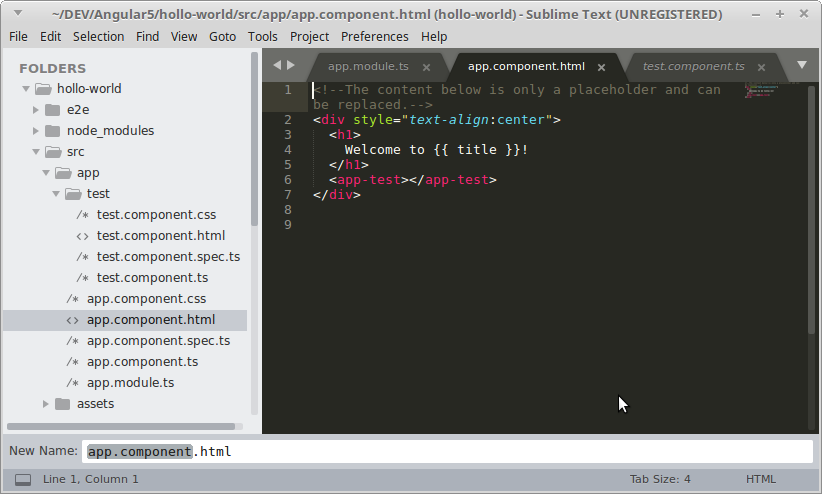 ~/DEV/Angular5/hollo-world/src/app/app.component.html (hollo-world) - Sublime Text (UNREGISTERED)
File Edit Selection Find View Goto Tools Project Preferences Help
FOLDERS
hollo-world
e2e
node_modules
src
app
test
/* test.component.css
<> test.component.html
/* test.component.spec.ts
/* test.component.ts
/* app.component.css
<> app.component.html
/* app.component.spec.ts
/* app.component.ts
/* app.module.ts
assets
app.module.ts × app.component.html × test.component.ts ×
1 <!--The content below is only a placeholder and can
be replaced.-->
2 <div style="text-align:center">
3 <h1>
4 Welcome to {{ title }}!
5 </h1>
6 <app-test></app-test>
7 </div>
8
9
New Name: app.component.html
Line 1, Column 1 Tab Size: 4 HTML